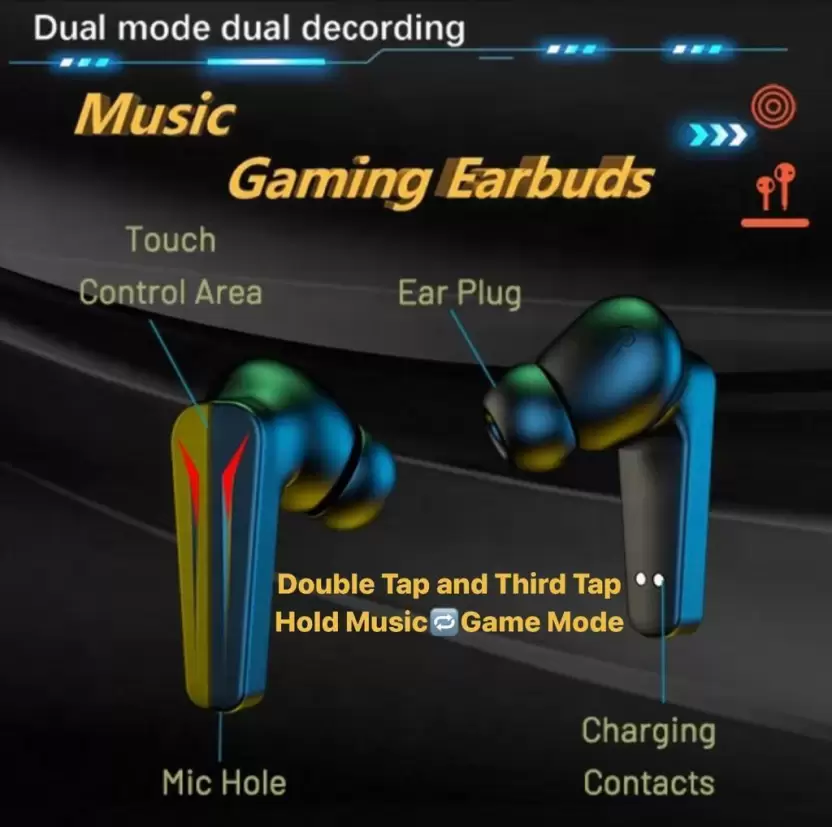 Dual mode dual decording
Music
Gaming Earbuds
Touch
Control Area
Ear Plug
Double Tap and Third Tap
Hold Music🔁Game Mode
Mic Hole
Charging
Contacts